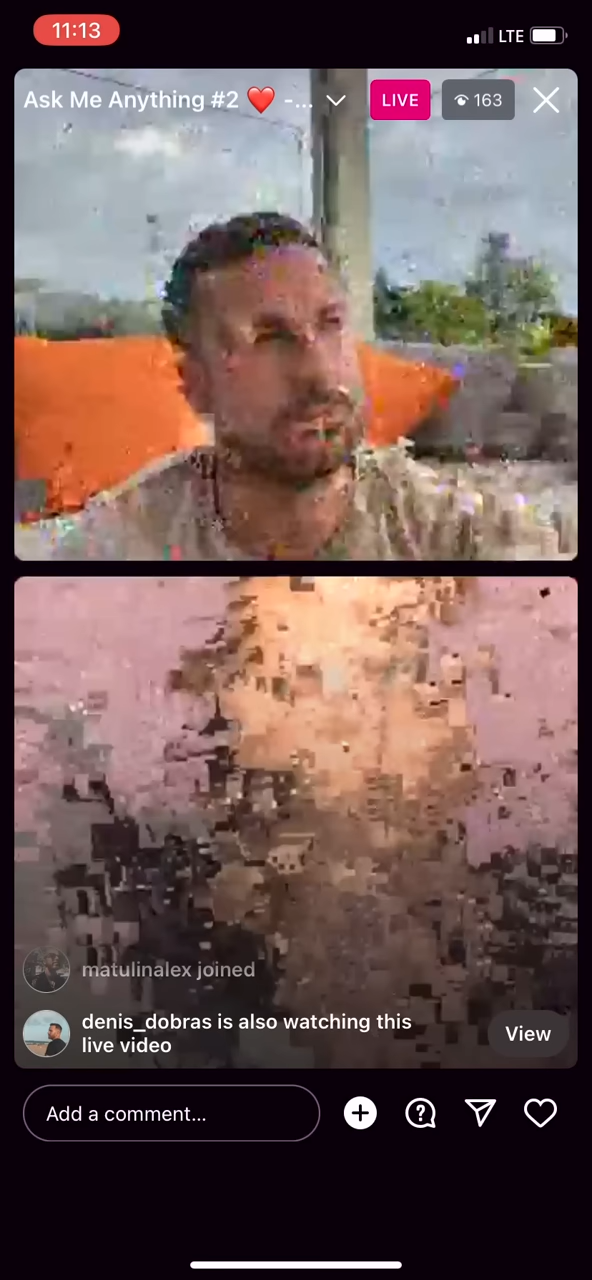 11:13
LTE
Ask Me Anything #2 ❤️ -...
LIVE
163
matulinalex joined
denis_dobras is also watching this
live video
View
Add a comment...